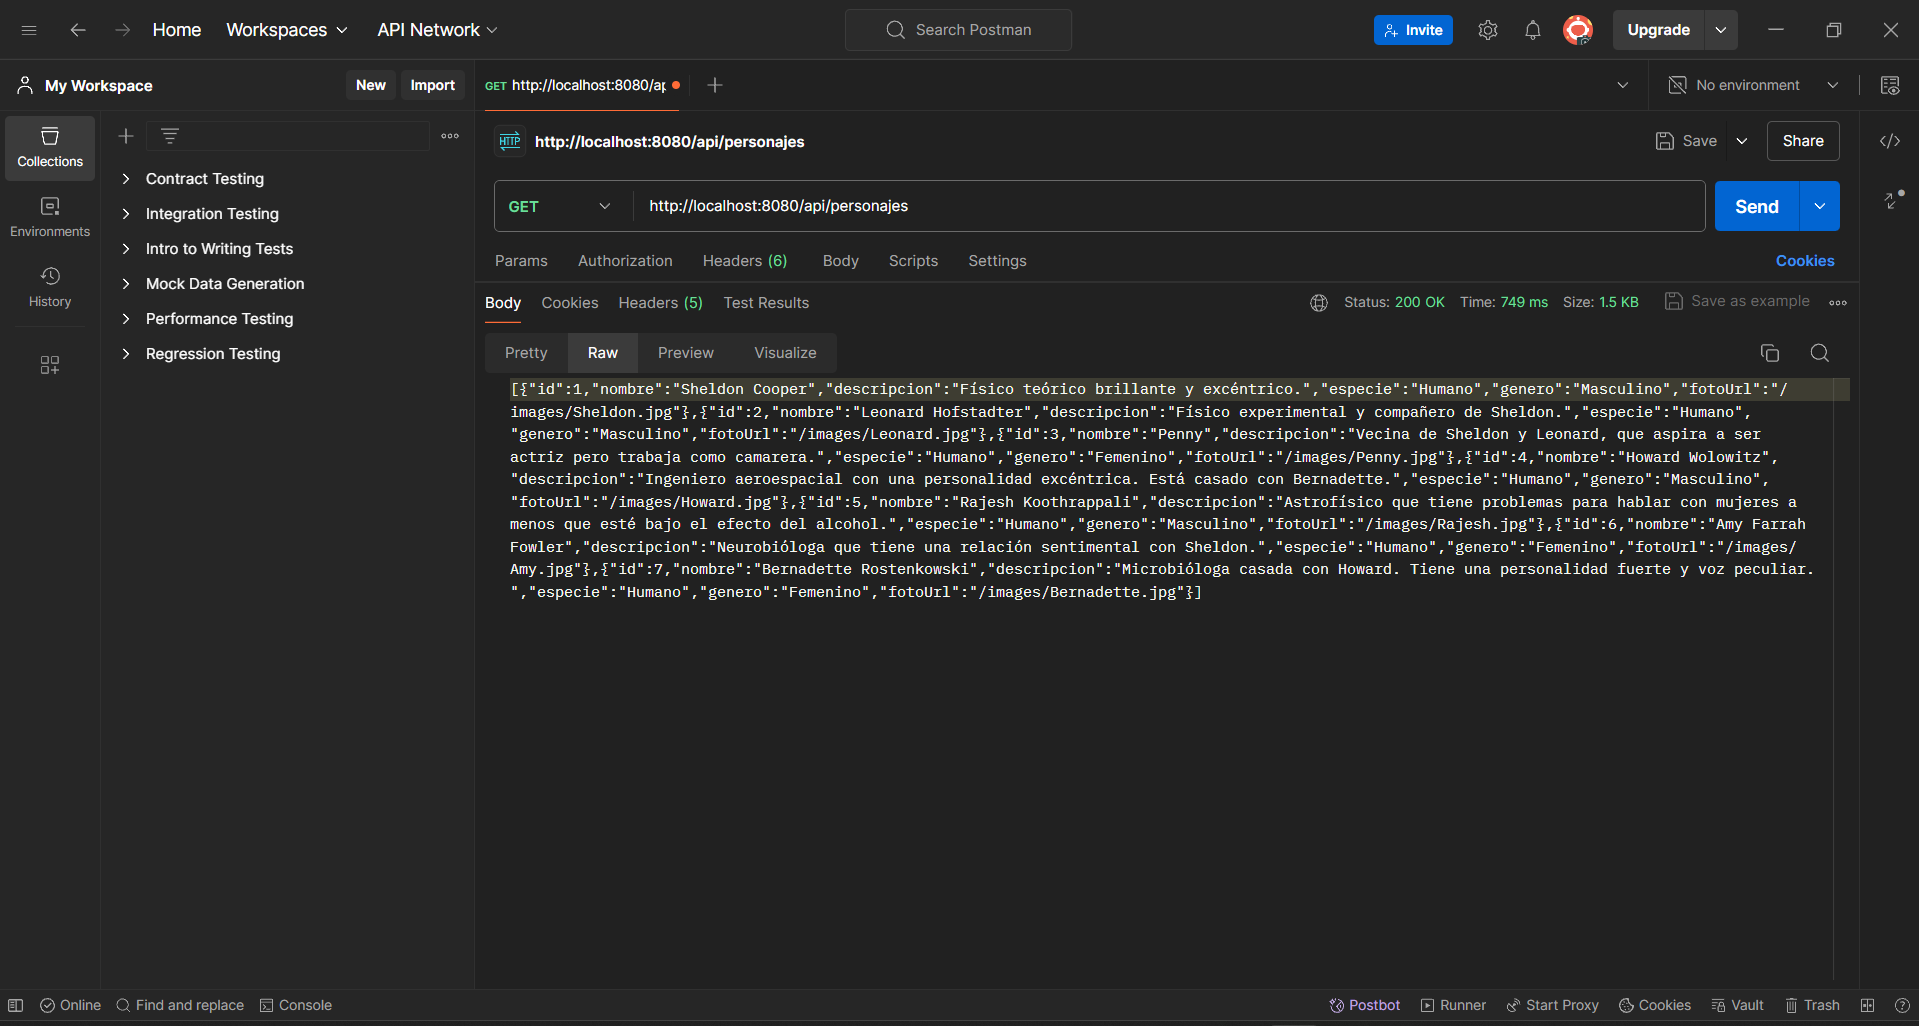 Home Workspaces API Network Search Postman Invite Upgrade
My Workspace New Import GET http://localhost:8080/ap No environment
HTTP http://localhost:8080/api/personajes Save Share
Collections
Environments
History
Contract Testing
Integration Testing
Intro to Writing Tests
Mock Data Generation
Performance Testing
Regression Testing
GET http://localhost:8080/api/personajes Send
Params Authorization Headers (6) Body Scripts Settings Cookies
Body Cookies Headers (5) Test Results Status: 200 OK Time: 749 ms Size: 1.5 KB Save as example
Pretty Raw Preview Visualize
[{"id":1,"nombre":"Sheldon Cooper","descripcion":"Físico teórico brillante y excéntrico.","especie":"Humano","genero":"Masculino","fotoUrl":"/
images/Sheldon.jpg"},{"id":2,"nombre":"Leonard Hofstadter","descripcion":"Físico experimental y compañero de Sheldon.","especie":"Humano",
"genero":"Masculino","fotoUrl":"/images/Leonard.jpg"},{"id":3,"nombre":"Penny","descripcion":"Vecina de Sheldon y Leonard, que aspira a ser
actriz pero trabaja como camarera.","especie":"Humano","genero":"Femenino","fotoUrl":"/images/Penny.jpg"},{"id":4,"nombre":"Howard Wolowitz",
"descripcion":"Ingeniero aeroespacial con una personalidad excéntrica. Está casado con Bernadette.","especie":"Humano","genero":"Masculino",
"fotoUrl":"/images/Howard.jpg"},{"id":5,"nombre":"Rajesh Koothrappali","descripcion":"Astrofísico que tiene problemas para hablar con mujeres a
menos que esté bajo el efecto del alcohol.","especie":"Humano","genero":"Masculino","fotoUrl":"/images/Rajesh.jpg"},{"id":6,"nombre":"Amy Farrah
Fowler","descripcion":"Neurobióloga que tiene una relación sentimental con Sheldon.","especie":"Humano","genero":"Femenino","fotoUrl":"/images/
Amy.jpg"},{"id":7,"nombre":"Bernadette Rostenkowski","descripcion":"Microbióloga casada con Howard. Tiene una personalidad fuerte y voz peculiar.
","especie":"Humano","genero":"Femenino","fotoUrl":"/images/Bernadette.jpg"}]
Online Find and replace Console Postbot Runner Start Proxy Cookies Vault Trash